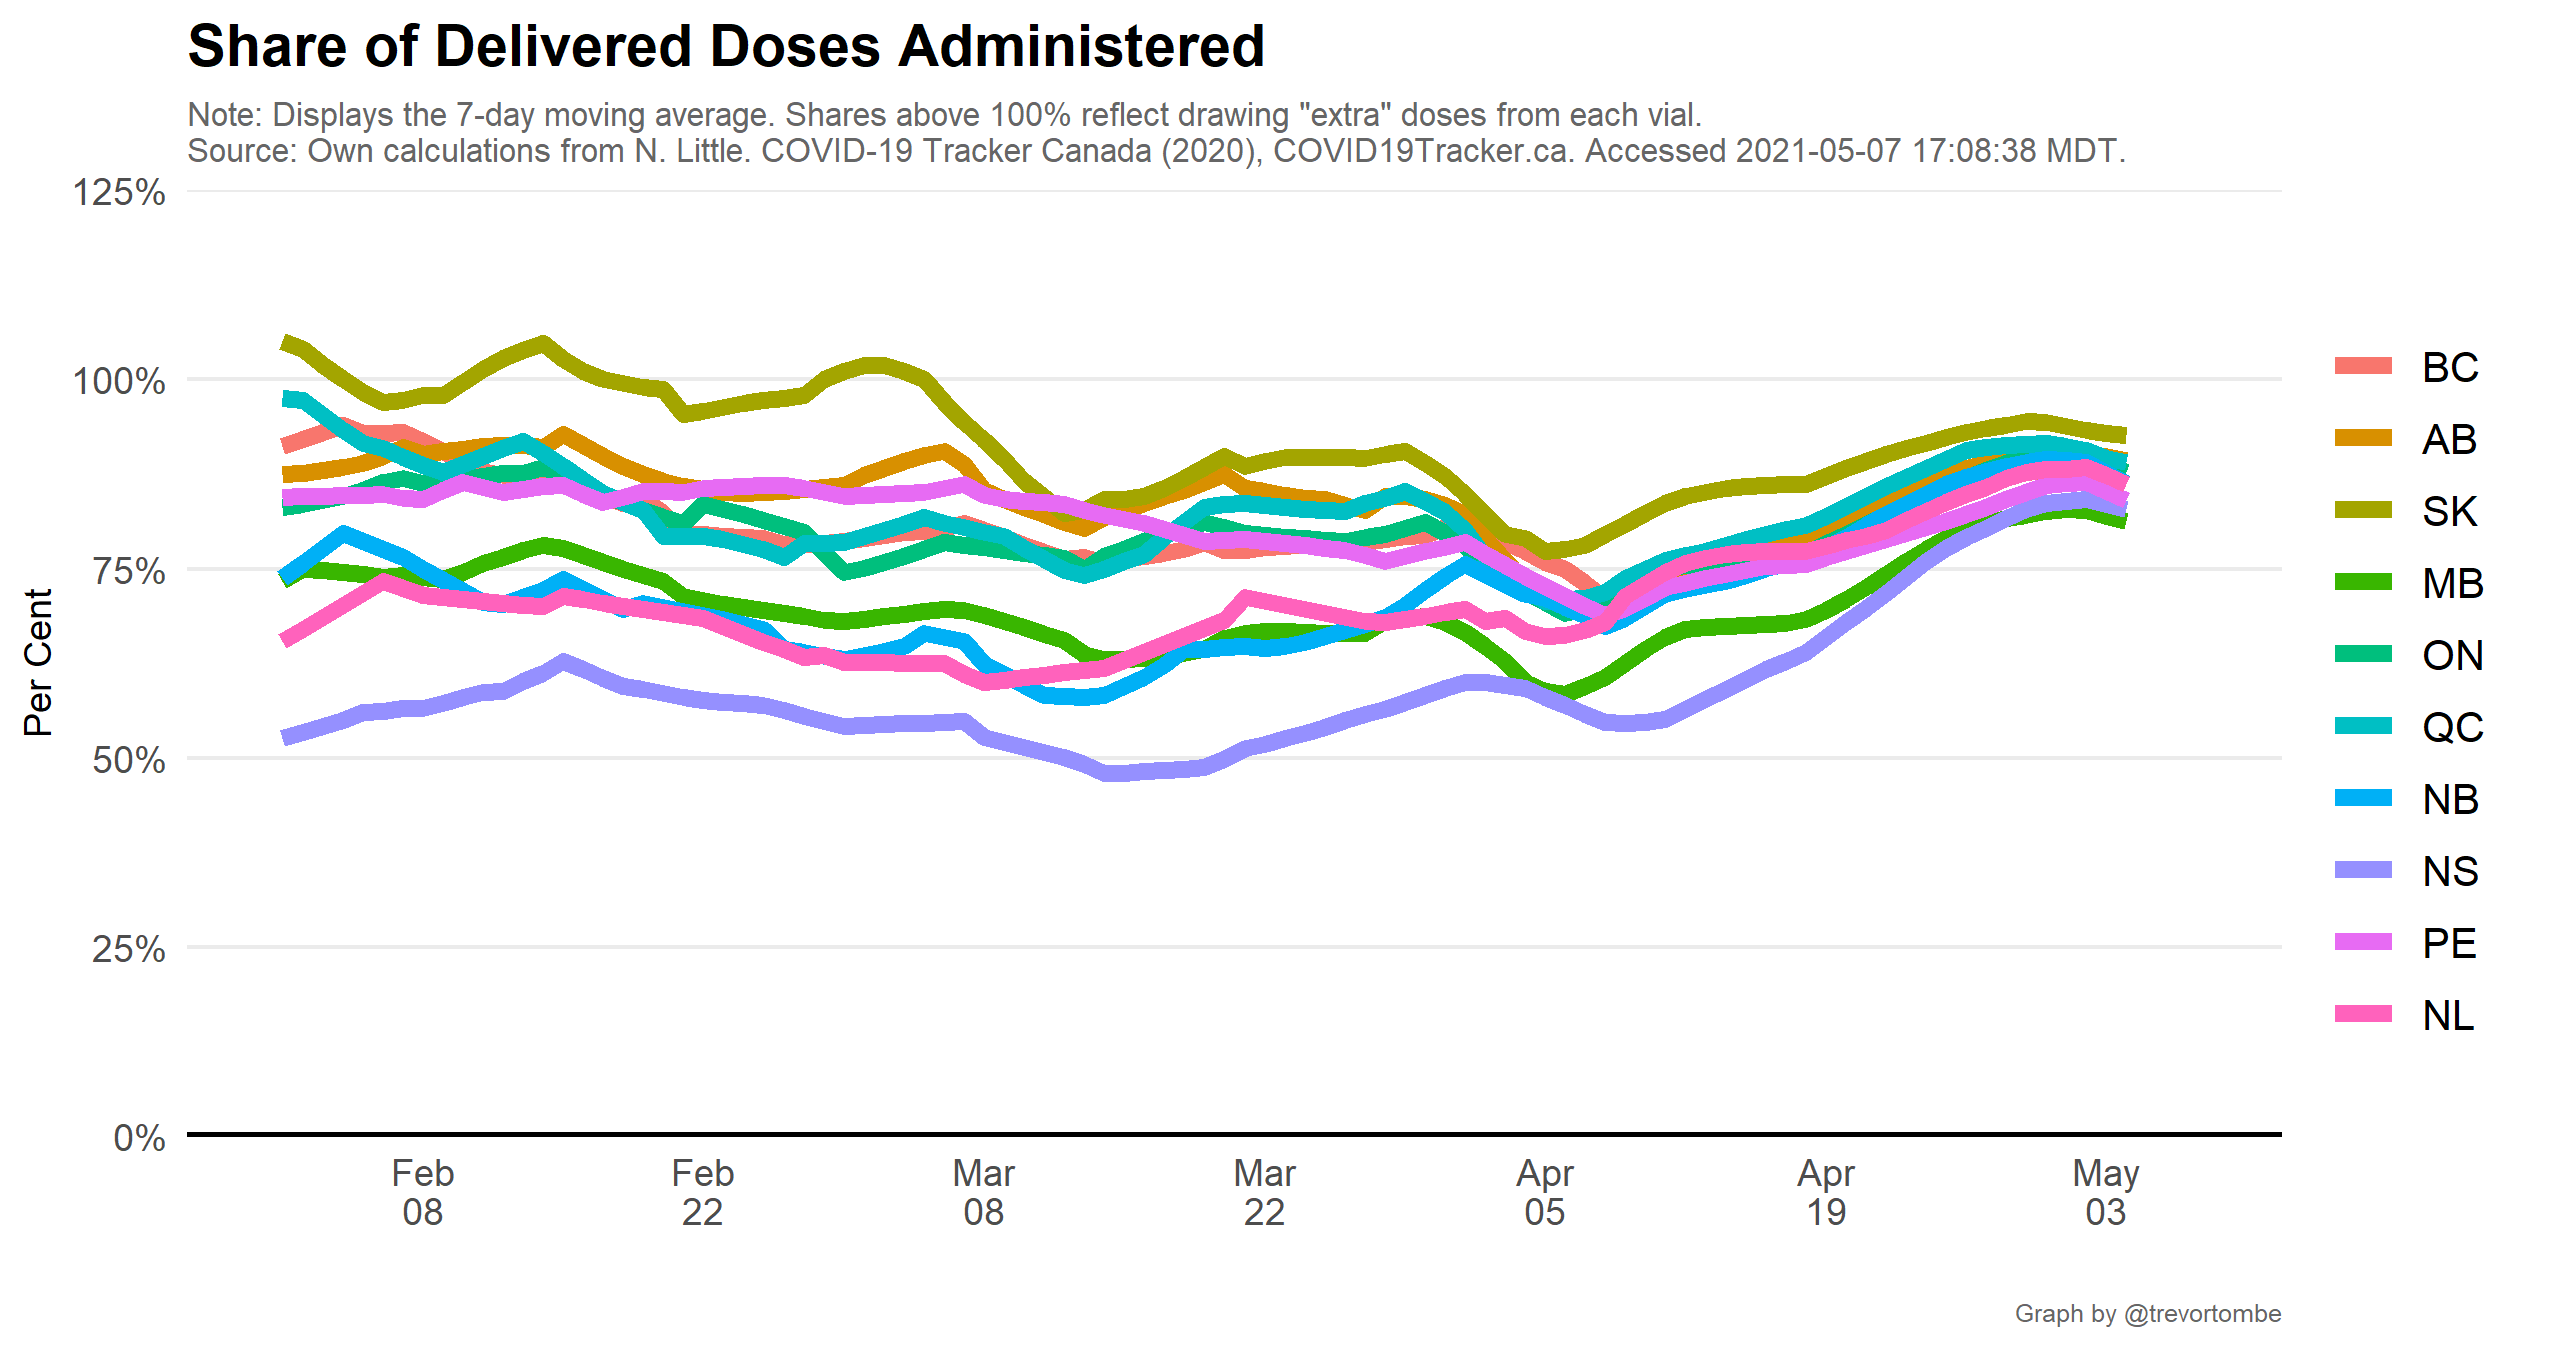 Share of Delivered Doses Administered
Note: Displays the 7-day moving average. Shares above 100% reflect drawing "extra" doses from each vial.
Source: Own calculations from N. Little. COVID-19 Tracker Canada (2020), COVID19Tracker.ca. Accessed 2021-05-07 17:08:38 MDT.
125%
100%
75%
50%
25%
0%
Per Cent
Feb
08
Feb
22
Mar
08
Mar
22
Apr
05
Apr
19
May
03
BC
AB
SK
MB
ON
QC
NB
NS
PE
NL
Graph by @trevortombe